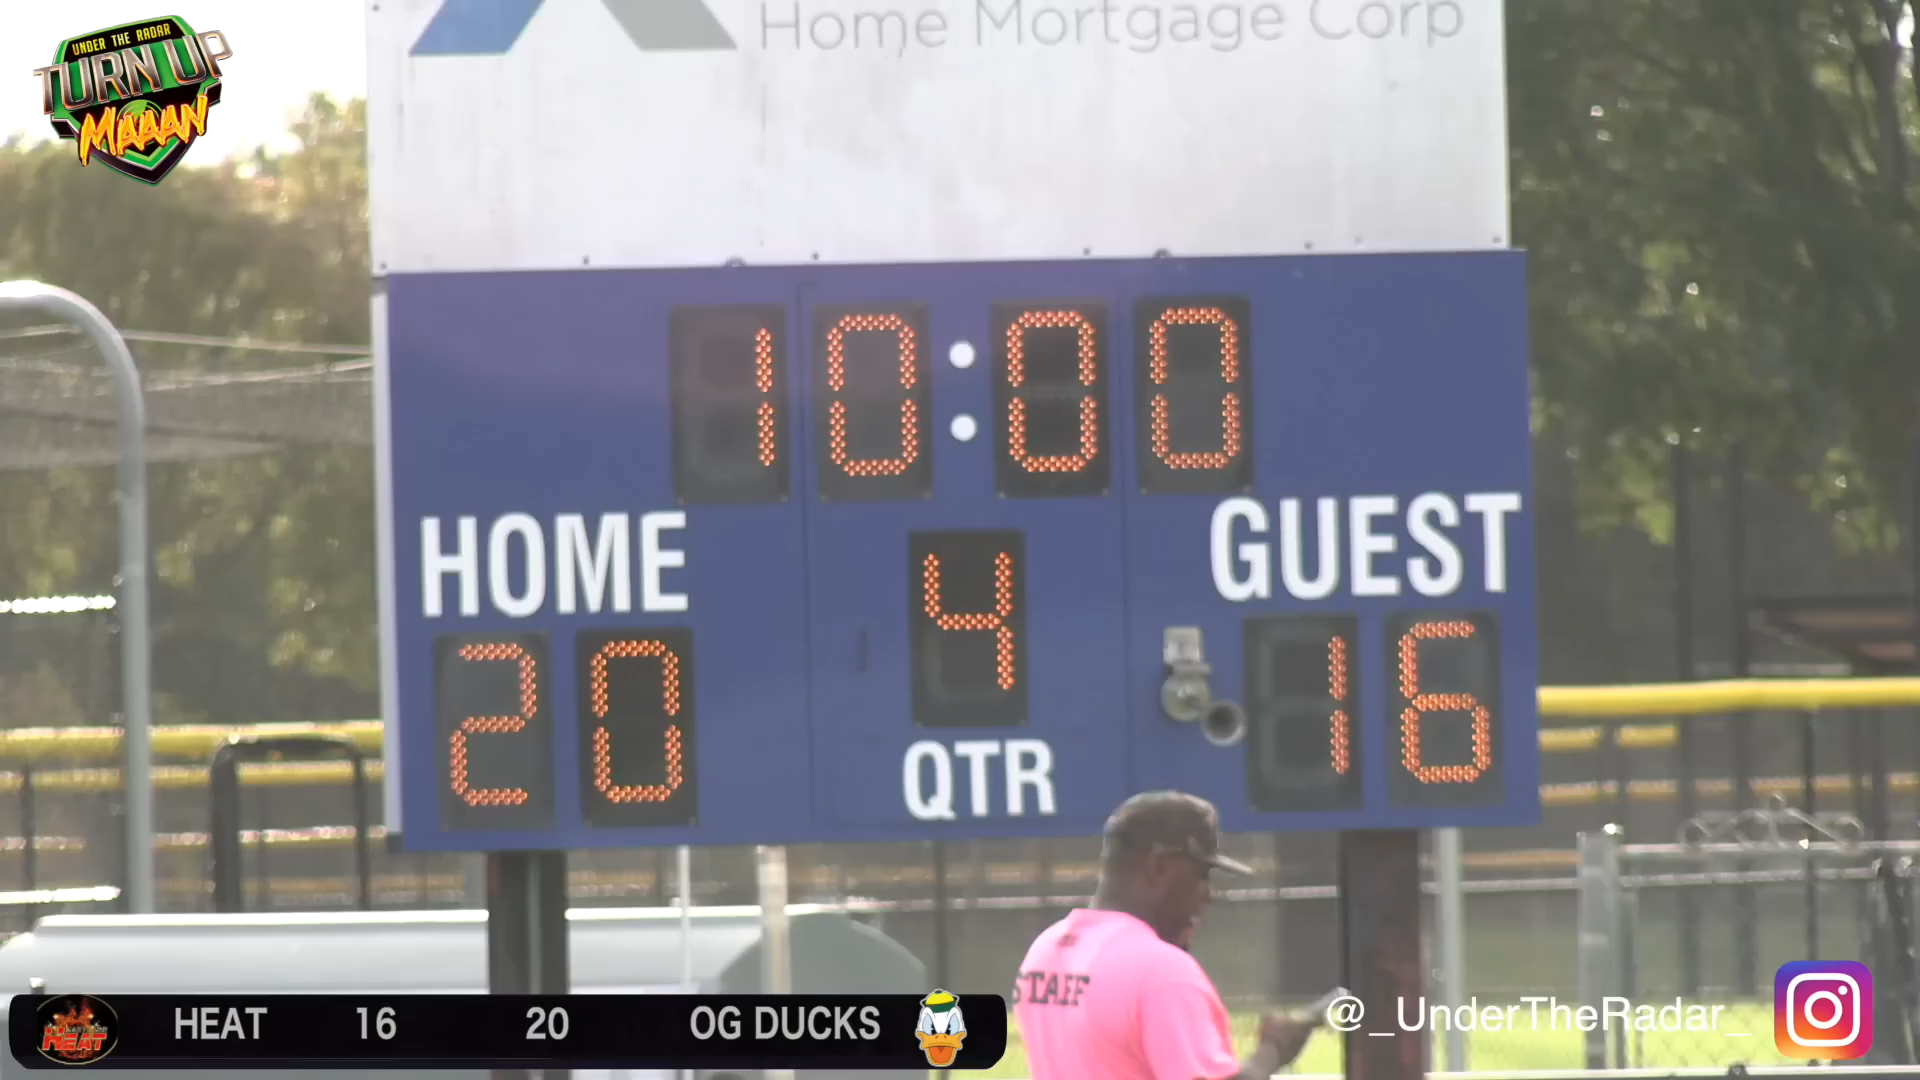 UNDER THE RADAR
TURN UP
MAAAN
Home Mortgage Corp
10:00
HOME
GUEST
20
4
16
QTR
STAFF
HEAT
HEAT 16 20 OG DUCKS
@_UnderTheRadar_